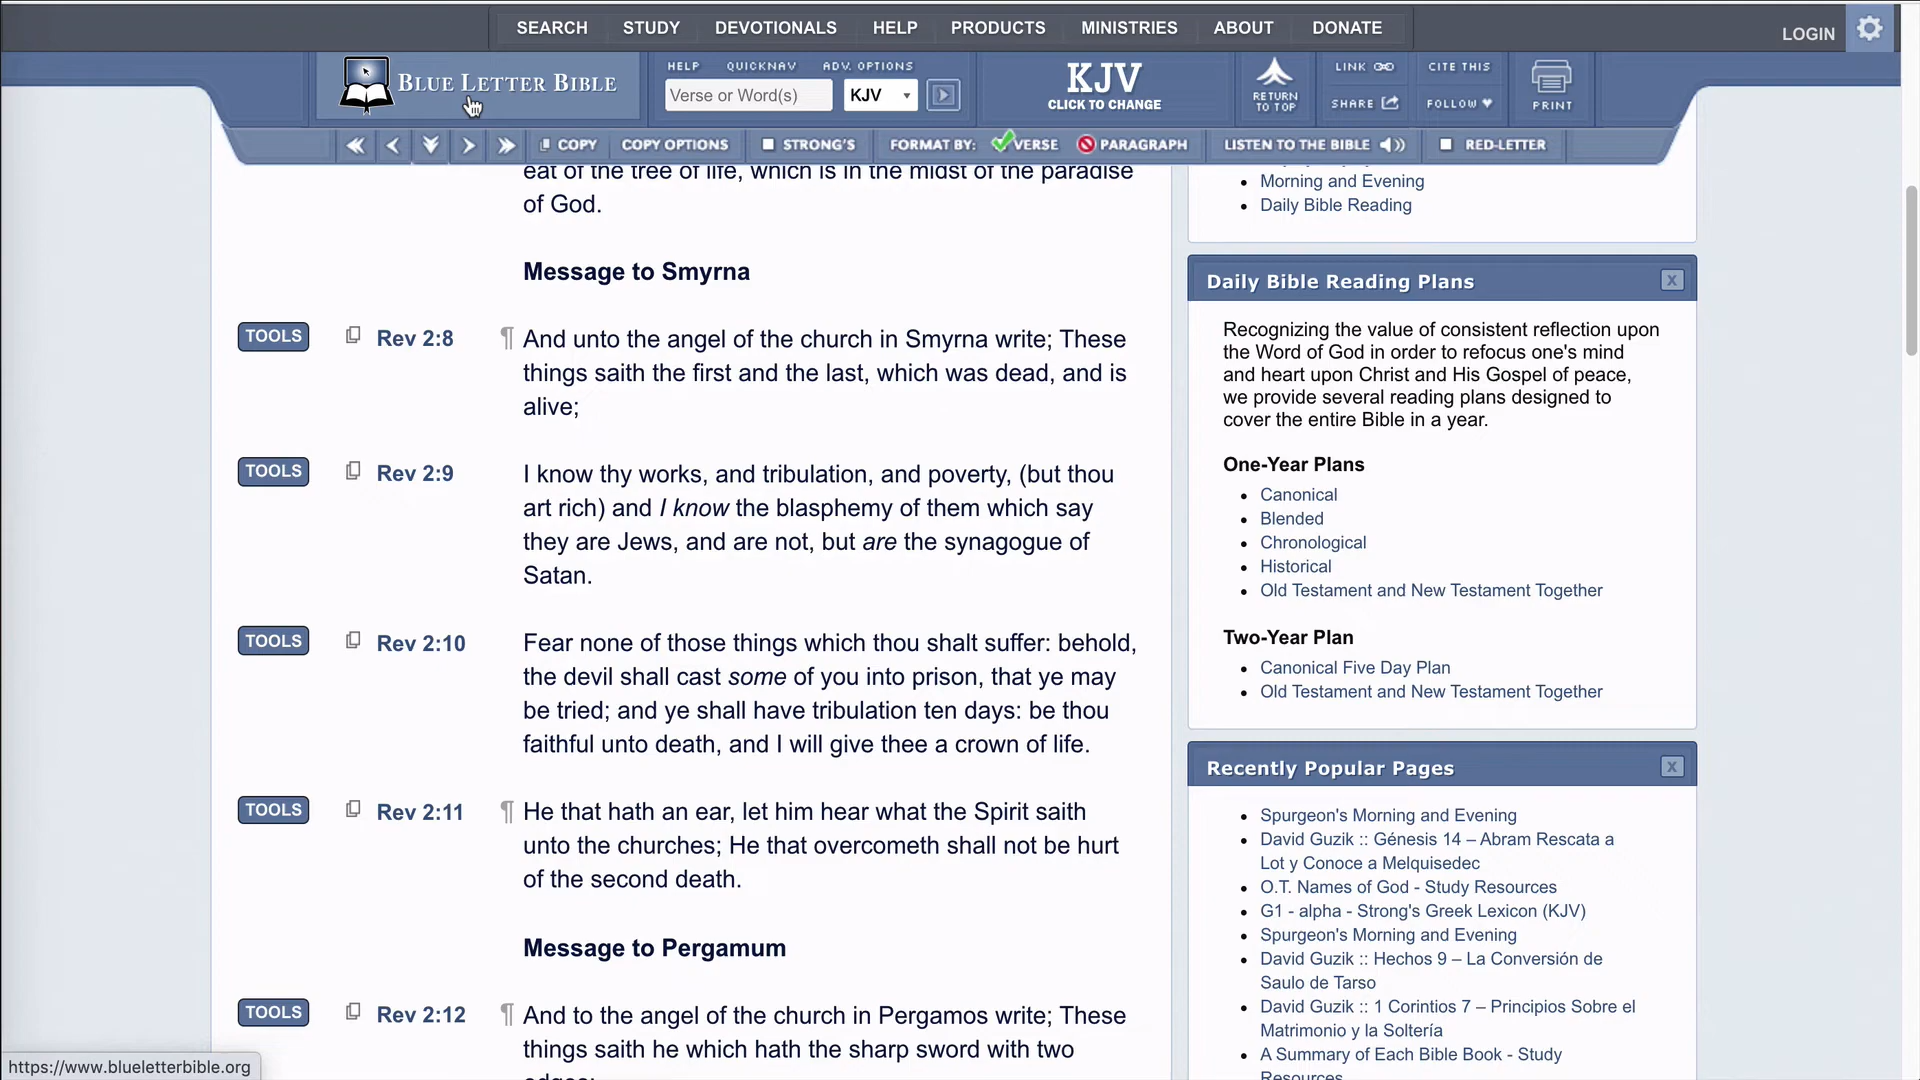 SEARCH STUDY DEVOTIONALS HELP PRODUCTS MINISTRIES ABOUT DONATE
LOGIN
BLUE LETTER BIBLE
HELP QUICKNAV ADV. OPTIONS
Verse or Word(s) KJV
KJV
CLICK TO CHANGE
RETURN
TO TOP
LINK CITE THIS
SHARE FOLLOW
PRINT
COPY COPY OPTIONS STRONG'S FORMAT BY: VERSE PARAGRAPH LISTEN TO THE BIBLE RED-LETTER
eat of the tree of life, which is in the midst of the paradise
of God.
Message to Smyrna
TOOLS Rev 2:8 ¶ And unto the angel of the church in Smyrna write; These
things saith the first and the last, which was dead, and is
alive;
TOOLS Rev 2:9 I know thy works, and tribulation, and poverty, (but thou
art rich) and I know the blasphemy of them which say
they are Jews, and are not, but are the synagogue of
Satan.
TOOLS Rev 2:10 Fear none of those things which thou shalt suffer: behold,
the devil shall cast some of you into prison, that ye may
be tried; and ye shall have tribulation ten days: be thou
faithful unto death, and I will give thee a crown of life.
TOOLS Rev 2:11 ¶ He that hath an ear, let him hear what the Spirit saith
unto the churches; He that overcometh shall not be hurt
of the second death.
Message to Pergamum
TOOLS Rev 2:12 ¶ And to the angel of the church in Pergamos write; These
things saith he which hath the sharp sword with two
edges;
Morning and Evening
Daily Bible Reading
Daily Bible Reading Plans X
Recognizing the value of consistent reflection upon
the Word of God in order to refocus one's mind
and heart upon Christ and His Gospel of peace,
we provide several reading plans designed to
cover the entire Bible in a year.
One-Year Plans
Canonical
Blended
Chronological
Historical
Old Testament and New Testament Together
Two-Year Plan
Canonical Five Day Plan
Old Testament and New Testament Together
Recently Popular Pages X
Spurgeon's Morning and Evening
David Guzik :: Génesis 14 – Abram Rescata a
Lot y Conoce a Melquisedec
O.T. Names of God - Study Resources
G1 - alpha - Strong's Greek Lexicon (KJV)
Spurgeon's Morning and Evening
David Guzik :: Hechos 9 – La Conversión de
Saulo de Tarso
David Guzik :: 1 Corintios 7 – Principios Sobre el
Matrimonio y la Soltería
A Summary of Each Bible Book - Study
Resources
https://www.blueletterbible.org